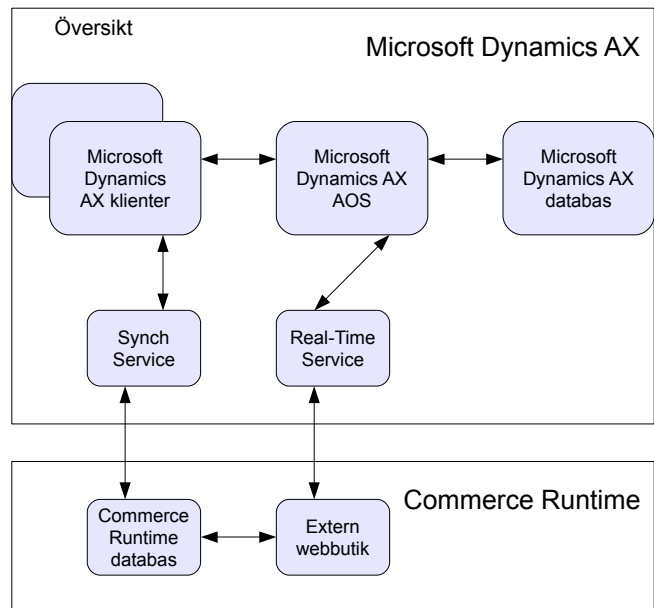 Översikt
Microsoft Dynamics AX
Microsoft
Dynamics
AX klienter
Microsoft
Dynamics AX
AOS
Microsoft
Dynamics AX
databas
Synch
Service
Real-Time
Service
Commerce Runtime
Commerce
Runtime
databas
Extern
webbutik